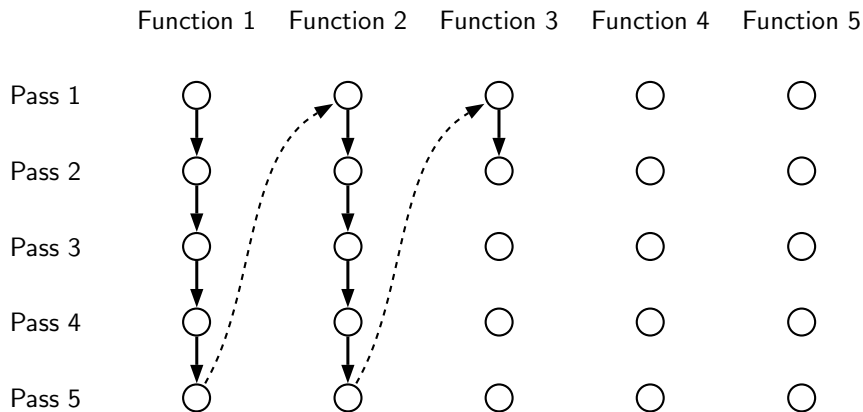 Function 1 Function 2 Function 3 Function 4 Function 5
Pass 1
Pass 2
Pass 3
Pass 4
Pass 5